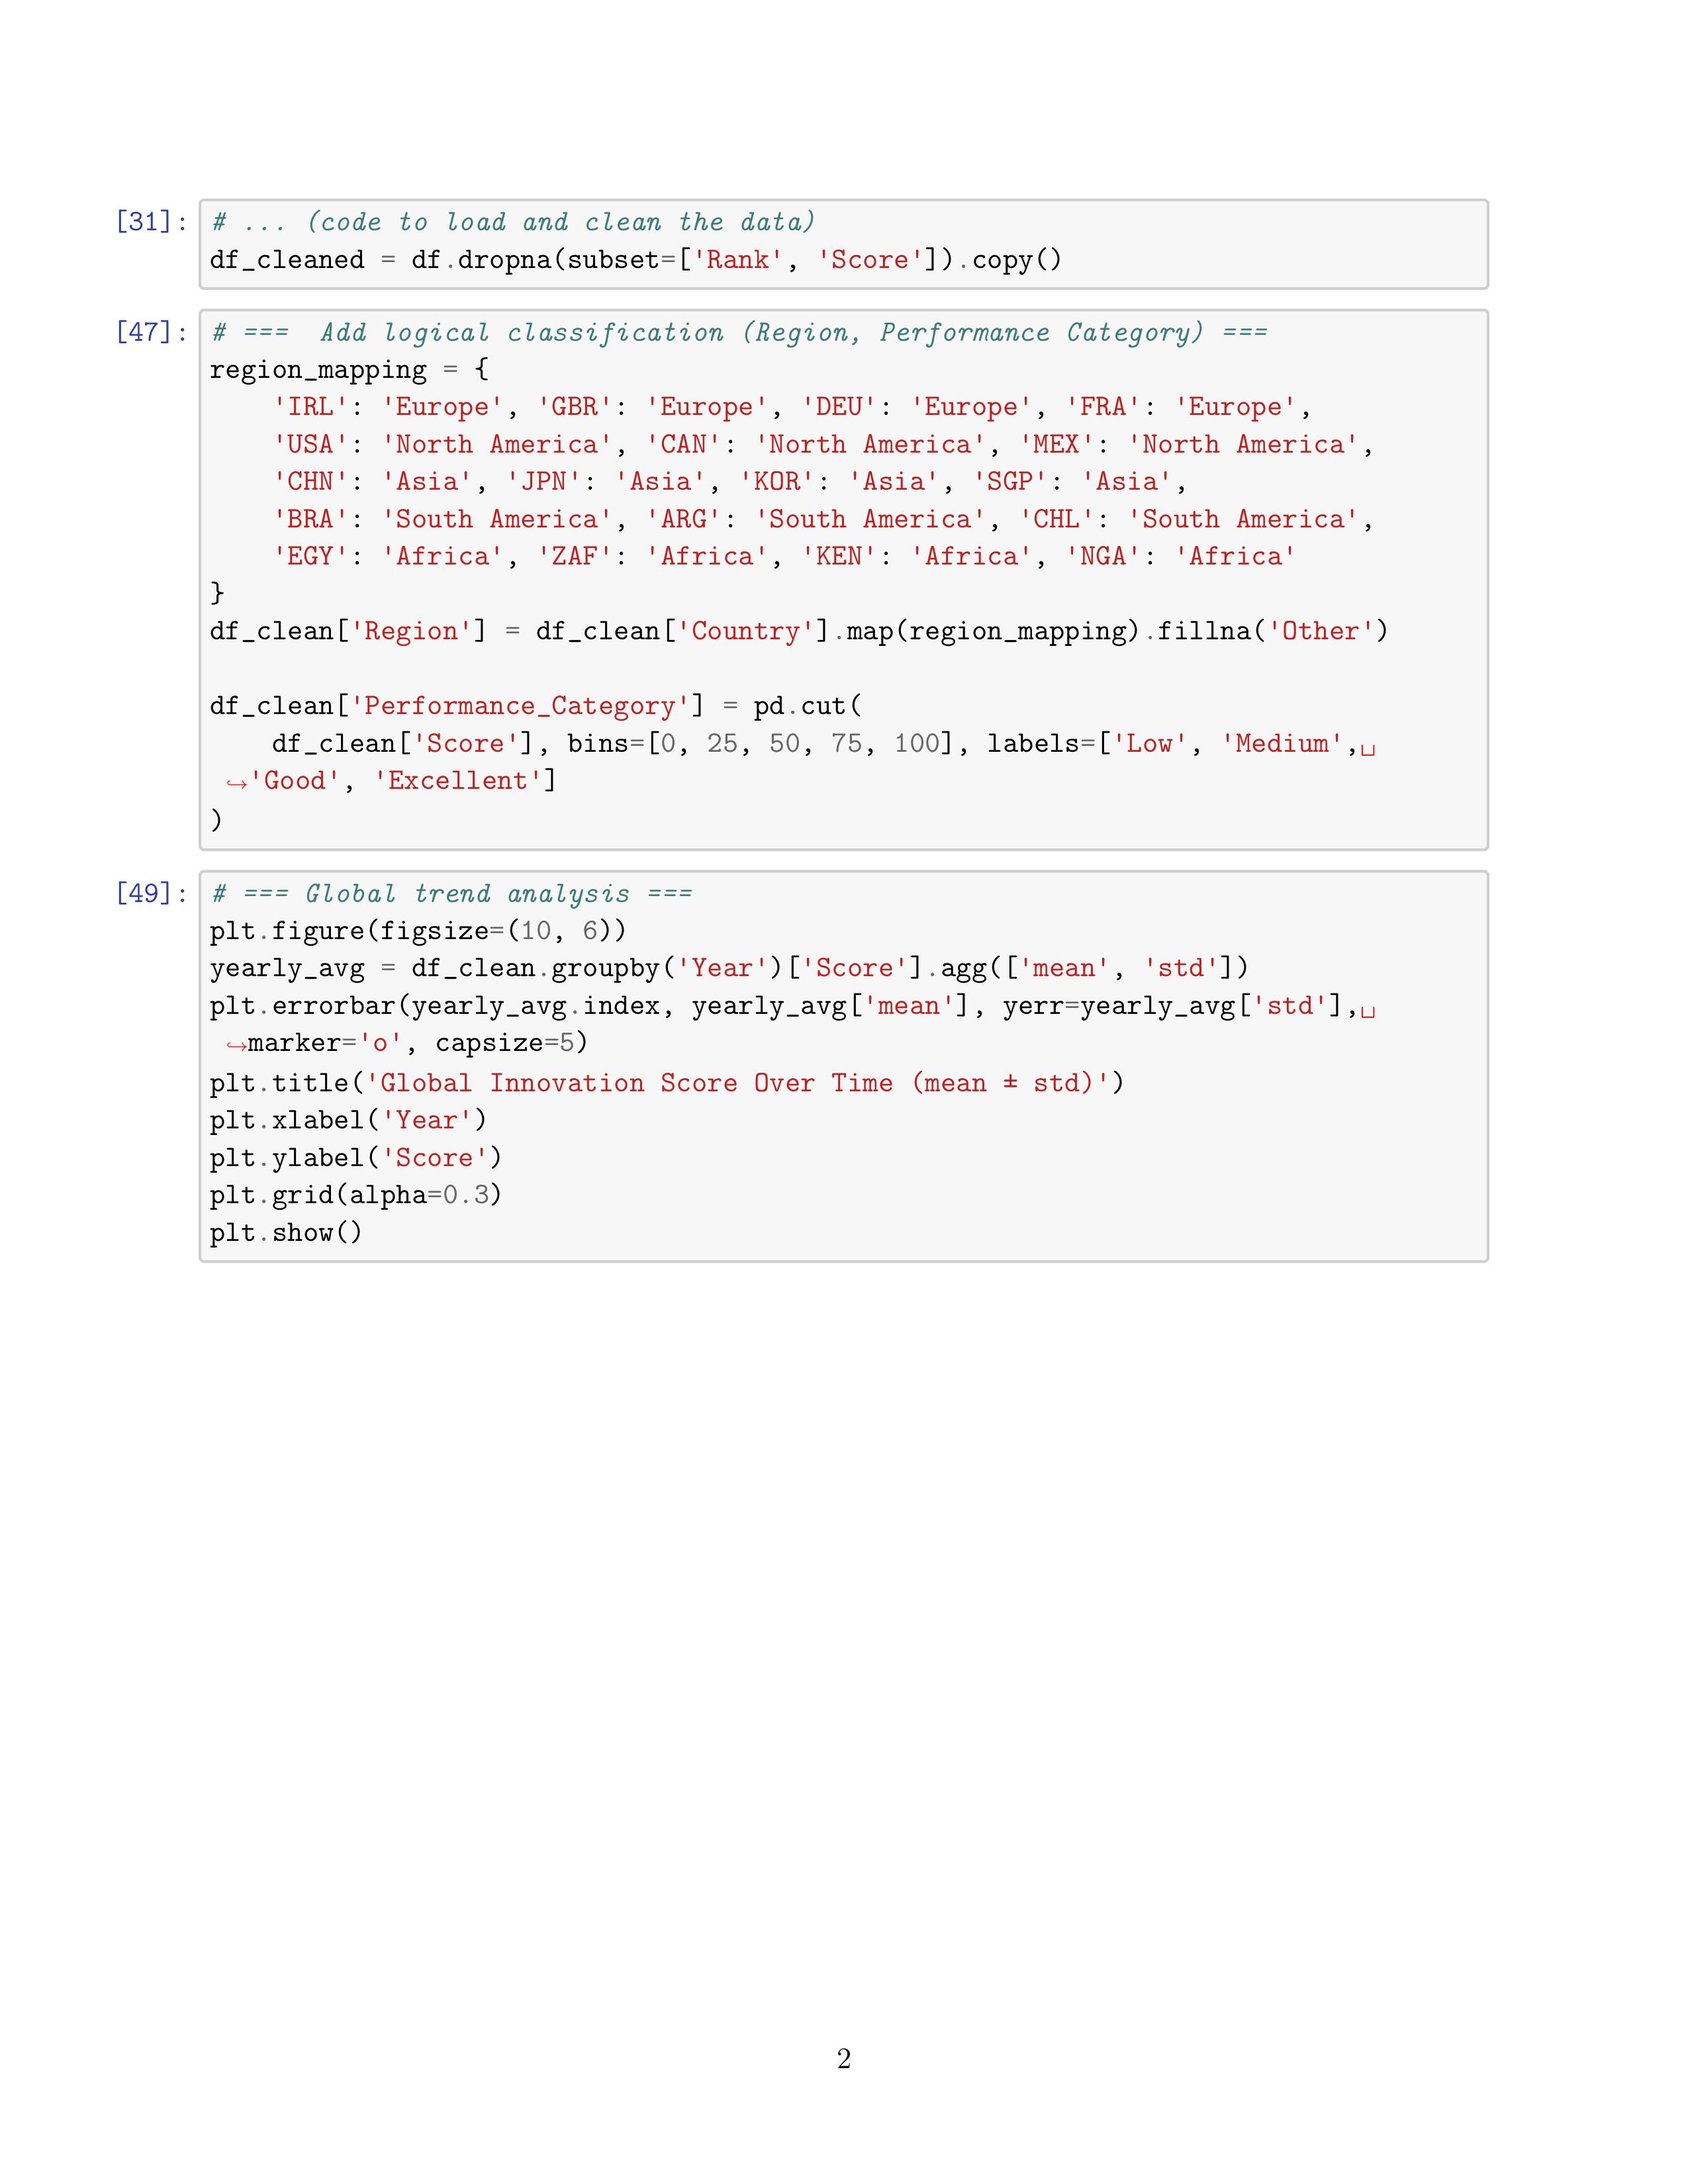 [31]: # ... (code to load and clean the data)
df_cleaned = df.dropna(subset=['Rank', 'Score']).copy()
[47]: # ===  Add logical classification (Region, Performance Category) ===
region_mapping = {
    'IRL': 'Europe', 'GBR': 'Europe', 'DEU': 'Europe', 'FRA': 'Europe',
    'USA': 'North America', 'CAN': 'North America', 'MEX': 'North America',
    'CHN': 'Asia', 'JPN': 'Asia', 'KOR': 'Asia', 'SGP': 'Asia',
    'BRA': 'South America', 'ARG': 'South America', 'CHL': 'South America',
    'EGY': 'Africa', 'ZAF': 'Africa', 'KEN': 'Africa', 'NGA': 'Africa'
}
df_clean['Region'] = df_clean['Country'].map(region_mapping).fillna('Other')
df_clean['Performance_Category'] = pd.cut(
    df_clean['Score'], bins=[0, 25, 50, 75, 100], labels=['Low', 'Medium',␣
 ↪'Good', 'Excellent']
)
[49]: # === Global trend analysis ===
plt.figure(figsize=(10, 6))
yearly_avg = df_clean.groupby('Year')['Score'].agg(['mean', 'std'])
plt.errorbar(yearly_avg.index, yearly_avg['mean'], yerr=yearly_avg['std'],␣
 ↪marker='o', capsize=5)
plt.title('Global Innovation Score Over Time (mean ± std)')
plt.xlabel('Year')
plt.ylabel('Score')
plt.grid(alpha=0.3)
plt.show()
2